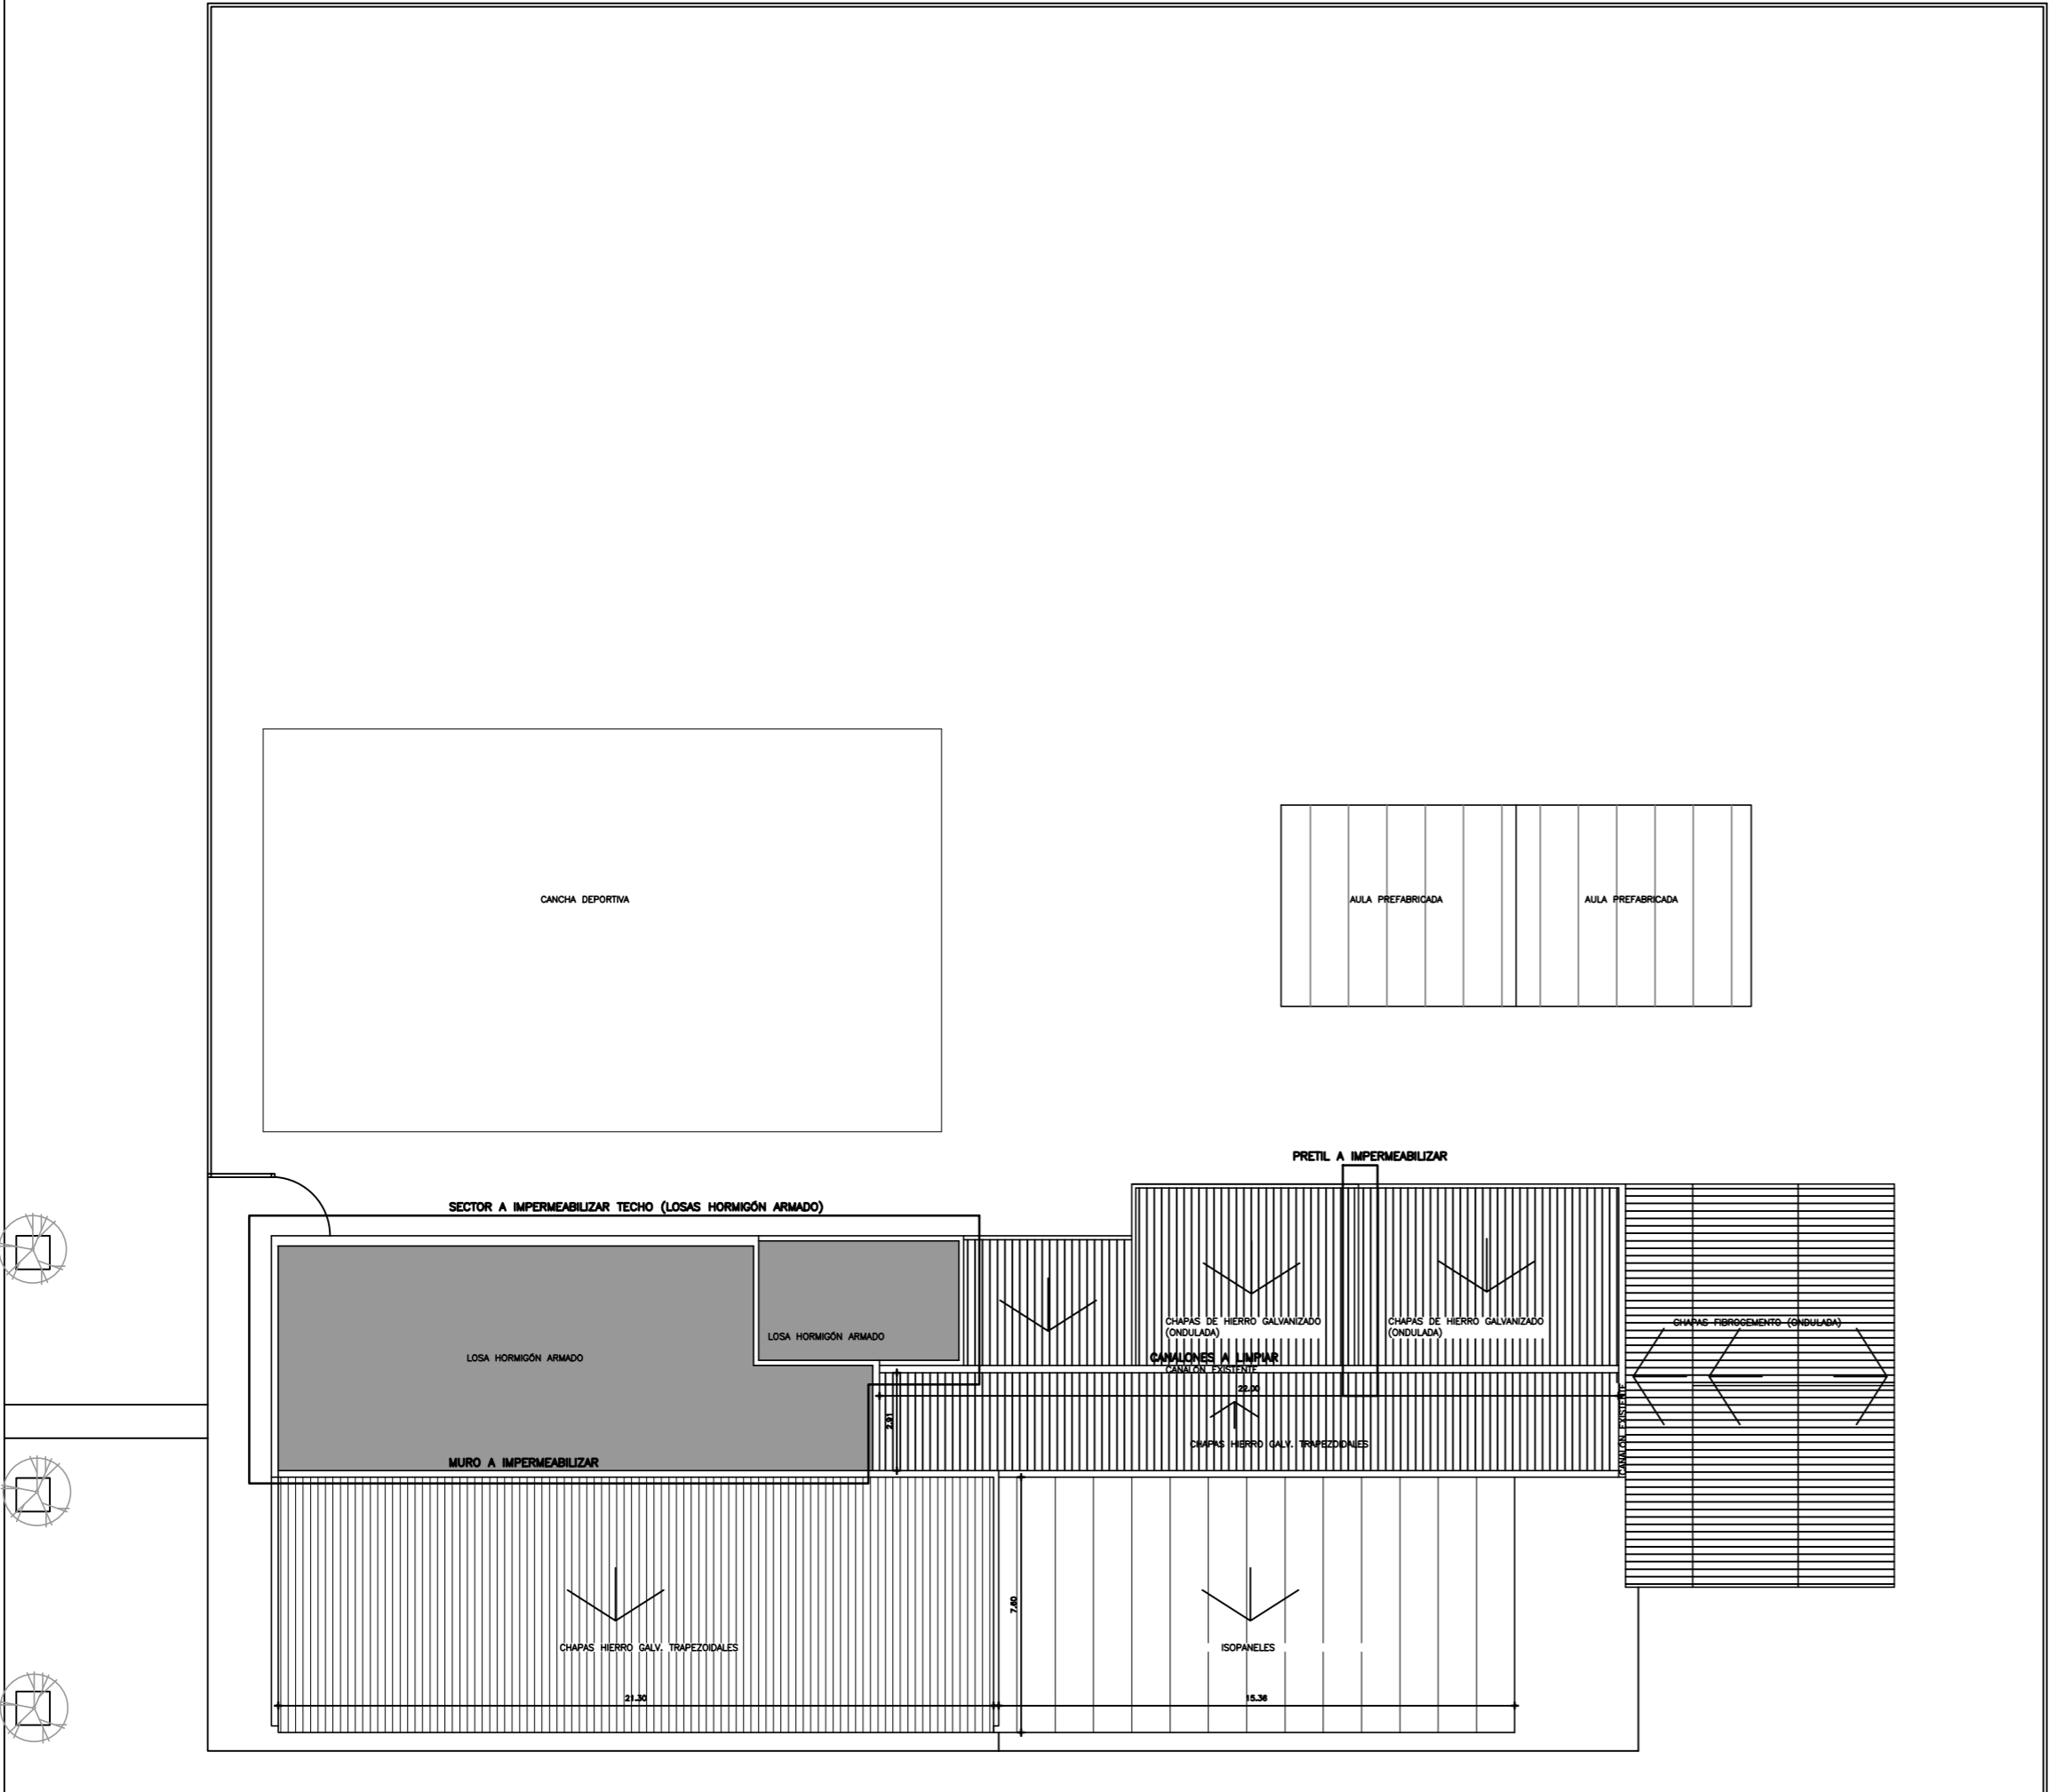 CANCHA DEPORTIVA
AULA PREFABRICADA
AULA PREFABRICADA
PRETIL A IMPERMEABILIZAR
SECTOR A IMPERMEABILIZAR TECHO (LOSAS HORMIGÓN ARMADO)
LOSA HORMIGÓN ARMADO
LOSA HORMIGÓN ARMADO
CHAPAS DE HIERRO GALVANIZADO
(ONDULADA)
CHAPAS DE HIERRO GALVANIZADO
(ONDULADA)
CHAPAS FIBROCEMENTO (ONDULADA)
CANALONES A LIMPIAR
CANALÓN EXISTENTE
22.00
2.91
CHAPAS HIERRO GALV. TRAPEZOIDALES
CANALÓN EXISTENTE
MURO A IMPERMEABILIZAR
7.60
CHAPAS HIERRO GALV. TRAPEZOIDALES
ISOPANELES
21.30
15.36